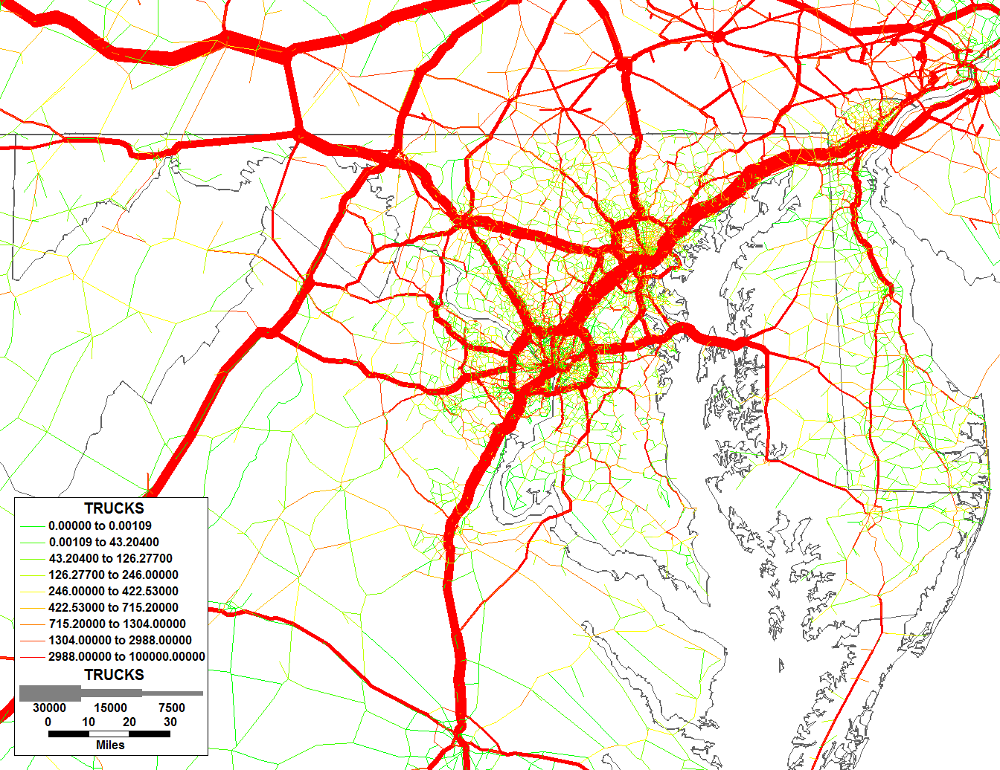 TRUCKS
0.00000 to 0.00109
0.00109 to 43.20400
43.20400 to 126.27700
126.27700 to 246.00000
246.00000 to 422.53000
422.53000 to 715.20000
715.20000 to 1304.00000
1304.00000 to 2988.00000
2988.00000 to 100000.00000
TRUCKS
30000 15000 7500
0 10 20 30
Miles